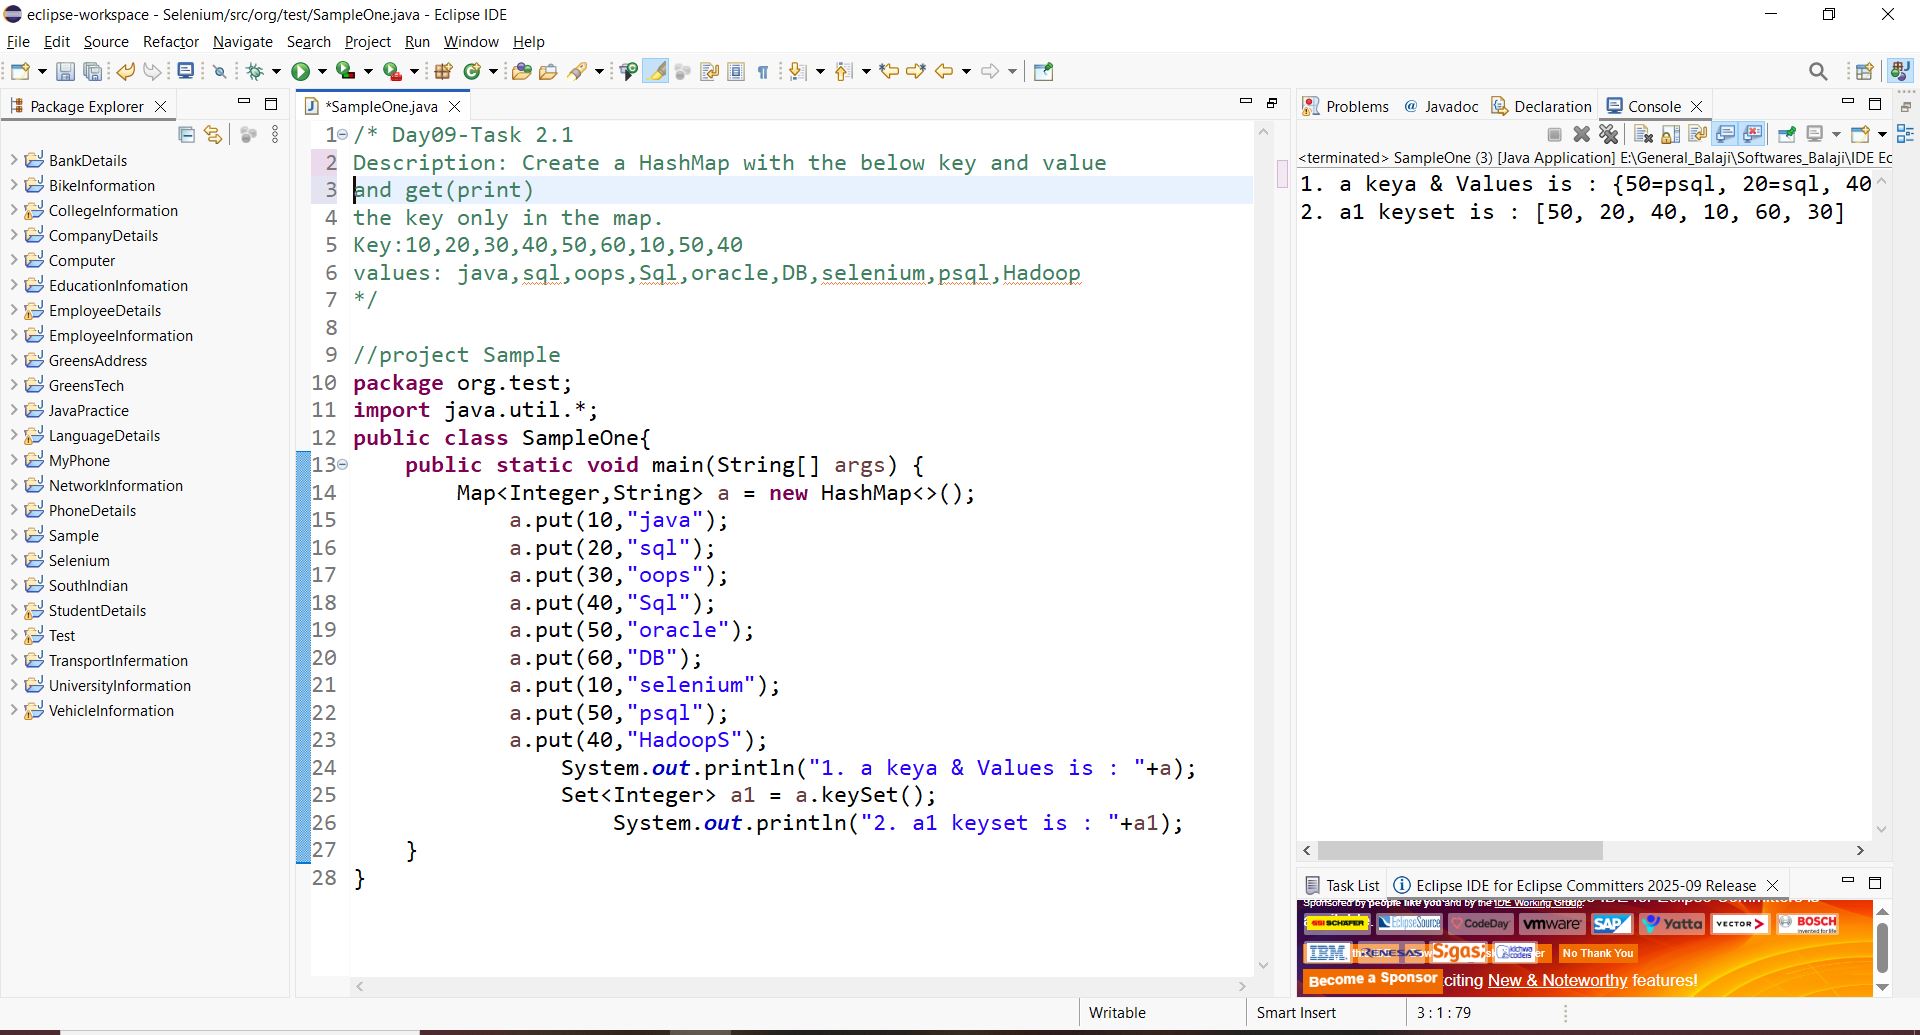 eclipse-workspace - Selenium/src/org/test/SampleOne.java - Eclipse IDE
File Edit Source Refactor Navigate Search Project Run Window Help
Package Explorer
BankDetails
BikeInformation
CollegeInformation
CompanyDetails
Computer
EducationInfomation
EmployeeDetails
EmployeeInformation
GreensAddress
GreensTech
JavaPractice
LanguageDetails
MyPhone
NetworkInformation
PhoneDetails
Sample
Selenium
SouthIndian
StudentDetails
Test
TransportInfermation
UniversityInformation
VehicleInformation
*SampleOne.java
1 /* Day09-Task 2.1
2 Description: Create a HashMap with the below key and value
3 and get(print)
4 the key only in the map.
5 Key:10,20,30,40,50,60,10,50,40
6 values: java,sql,oops,Sql,oracle,DB,selenium,psql,Hadoop
7 */
8
9 //project Sample
10 package org.test;
11 import java.util.*;
12 public class SampleOne{
13 public static void main(String[] args) {
14 Map<Integer,String> a = new HashMap<>();
15 a.put(10,"java");
16 a.put(20,"sql");
17 a.put(30,"oops");
18 a.put(40,"Sql");
19 a.put(50,"oracle");
20 a.put(60,"DB");
21 a.put(10,"selenium");
22 a.put(50,"psql");
23 a.put(40,"HadoopS");
24 System.out.println("1. a keya & Values is : "+a);
25 Set<Integer> a1 = a.keySet();
26 System.out.println("2. a1 keyset is : "+a1);
27 }
28 }
Problems @ Javadoc Declaration Console
<terminated> SampleOne (3) [Java Application] E:\General_Balaji\Softwares_Balaji\IDE Ec
1. a keya & Values is : {50=psql, 20=sql, 40
2. a1 keyset is : [50, 20, 40, 10, 60, 30]
Task List Eclipse IDE for Eclipse Committers 2025-09 Release
Sponsored by people like you and by the IDE Working Group.
SSI SCHÄFER EclipseSource CodeDay vmware SAP Yatta VECTOR BOSCH
Invented for life
IBM RENESAS Sigasi kichwa coders No Thank You
Become a Sponsor citing New & Noteworthy features!
Writable Smart Insert 3 : 1 : 79